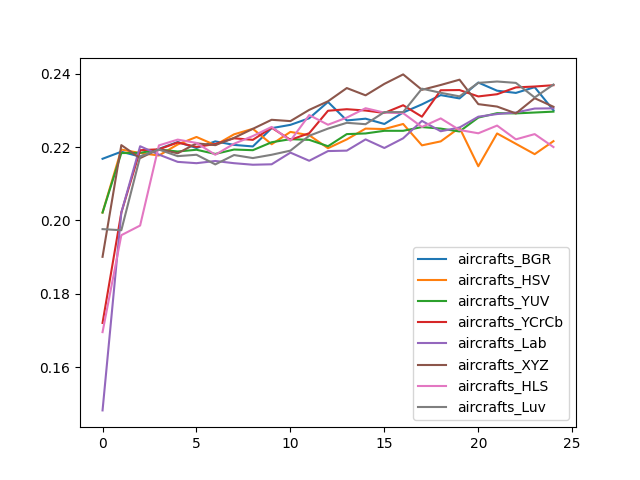 0.24
0.22
0.20
0.18
0.16
0
5
10
15
20
25
aircrafts_BGR
aircrafts_HSV
aircrafts_YUV
aircrafts_YCrCb
aircrafts_Lab
aircrafts_XYZ
aircrafts_HLS
aircrafts_Luv